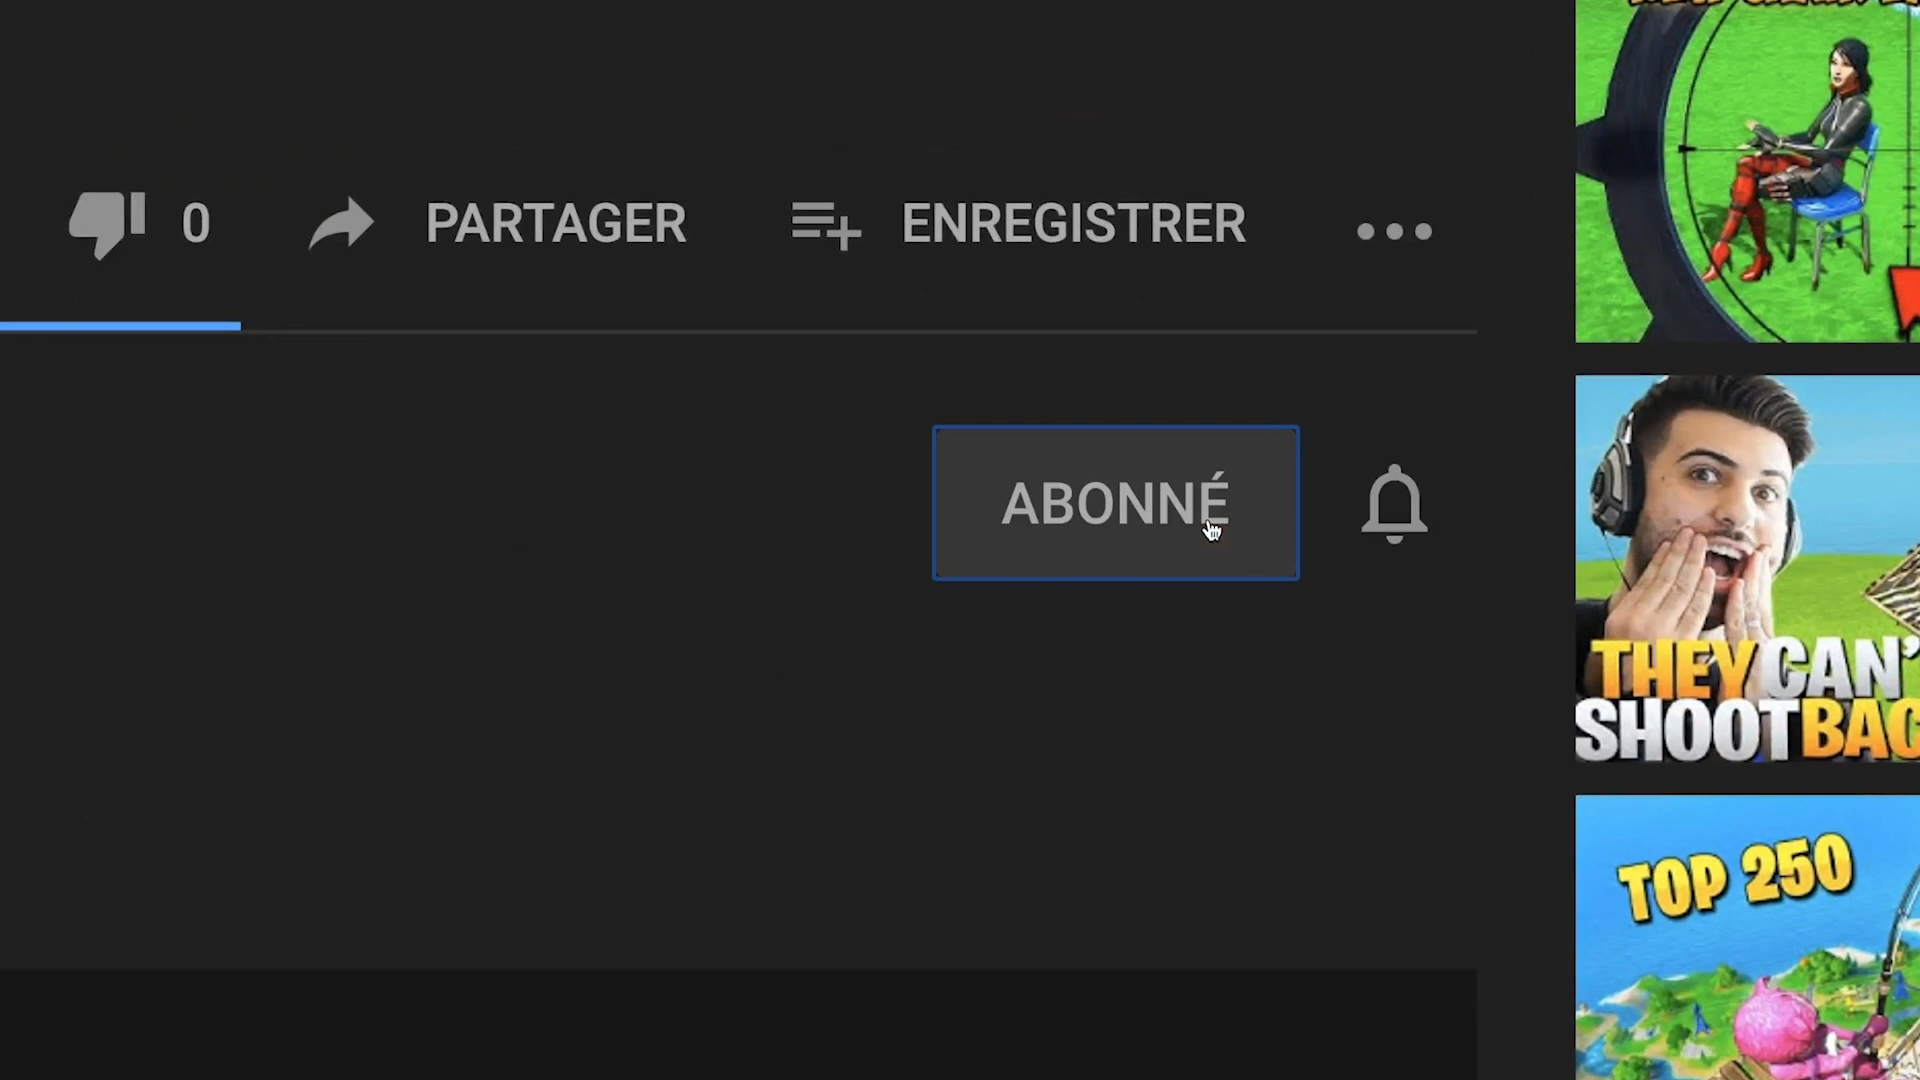 0 PARTAGER ENREGISTRER
ABONNÉ
THEY CAN'
SHOOT BAC
TOP 250